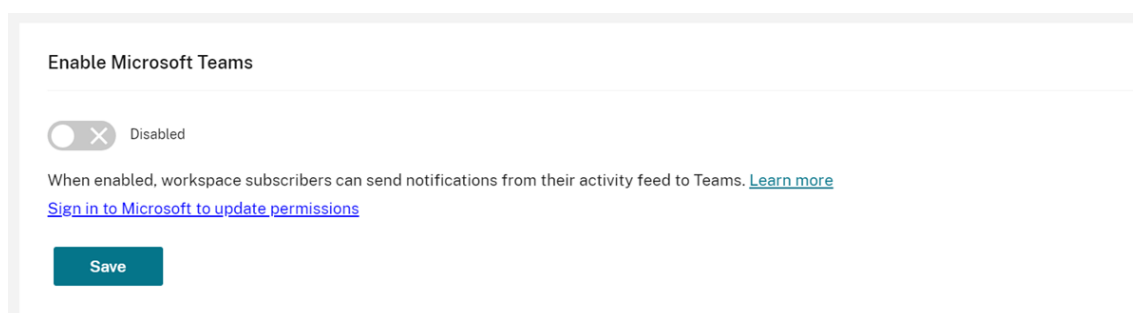 Enable Microsoft Teams
Disabled
When enabled, workspace subscribers can send notifications from their activity feed to Teams. Learn more
Sign in to Microsoft to update permissions
Save